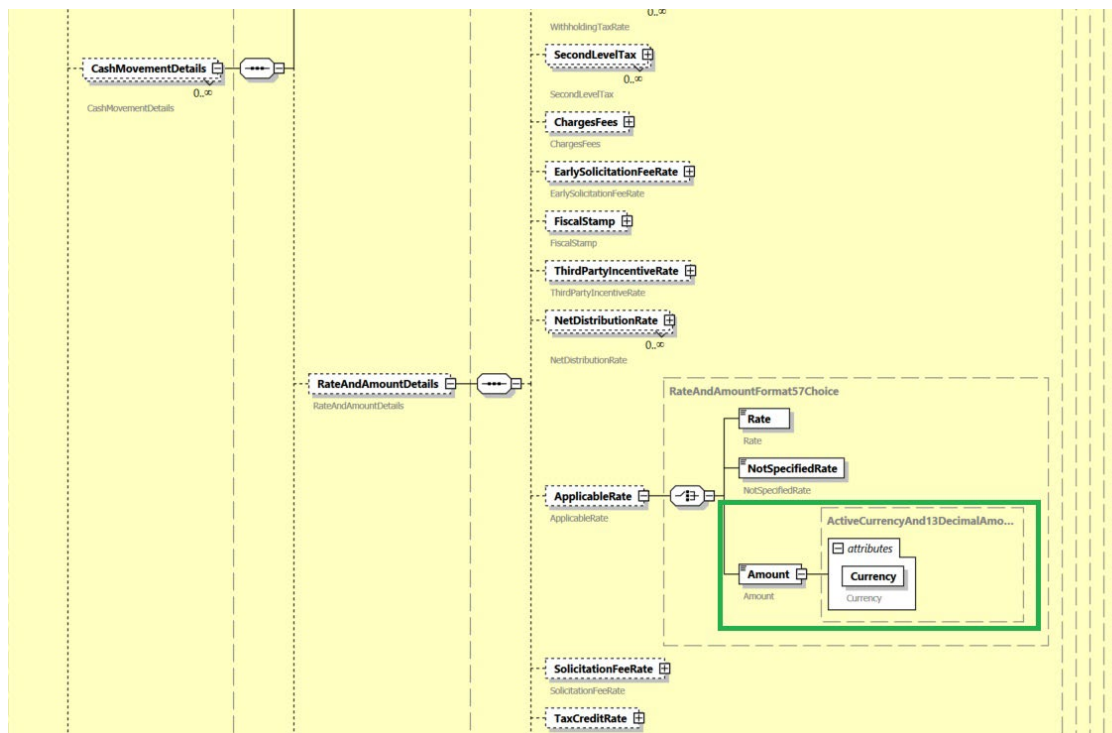 0..∞
WithholdingTaxRate
SecondLevelTax
0..∞
SecondLevelTax
CashMovementDetails
0..∞
CashMovementDetails
ChargesFees
ChargesFees
EarlySolicitationFeeRate
EarlySolicitationFeeRate
FiscalStamp
FiscalStamp
ThirdPartyIncentiveRate
ThirdPartyIncentiveRate
NetDistributionRate
0..∞
NetDistributionRate
RateAndAmountDetails
RateAndAmountDetails
RateAndAmountFormat57Choice
Rate
Rate
NotSpecifiedRate
NotSpecifiedRate
ApplicableRate
ApplicableRate
ActiveCurrencyAnd13DecimalAmo...
attributes
Amount
Amount
Currency
Currency
SolicitationFeeRate
SolicitationFeeRate
TaxCreditRate